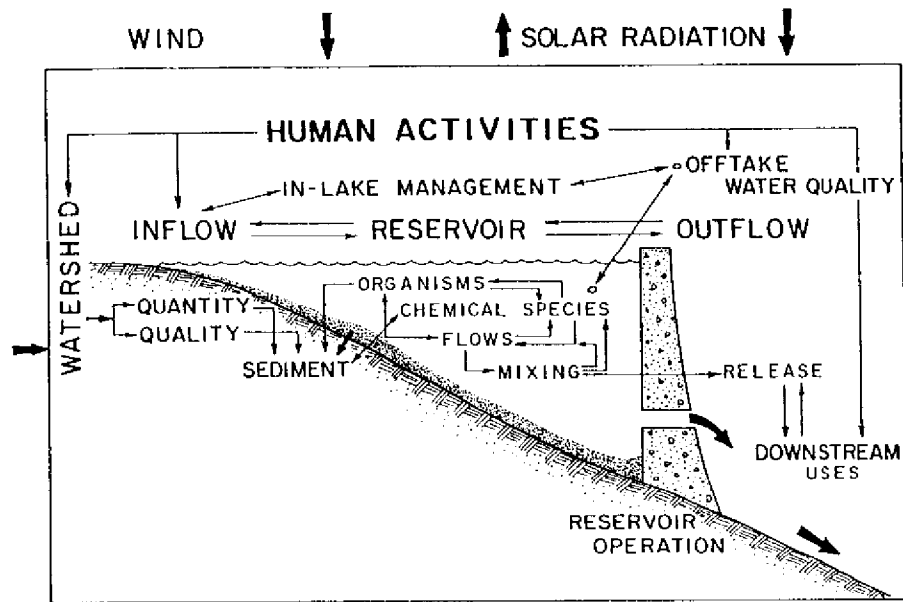 WIND
SOLAR RADIATION
HUMAN ACTIVITIES
OFFTAKE
WATER QUALITY
IN-LAKE MANAGEMENT
INFLOW
RESERVOIR
OUTFLOW
WATERSHED
ORGANISMS
QUANTITY
CHEMICAL SPECIES
QUALITY
FLOWS
SEDIMENT
MIXING
RELEASE
DOWNSTREAM
USES
RESERVOIR
OPERATION